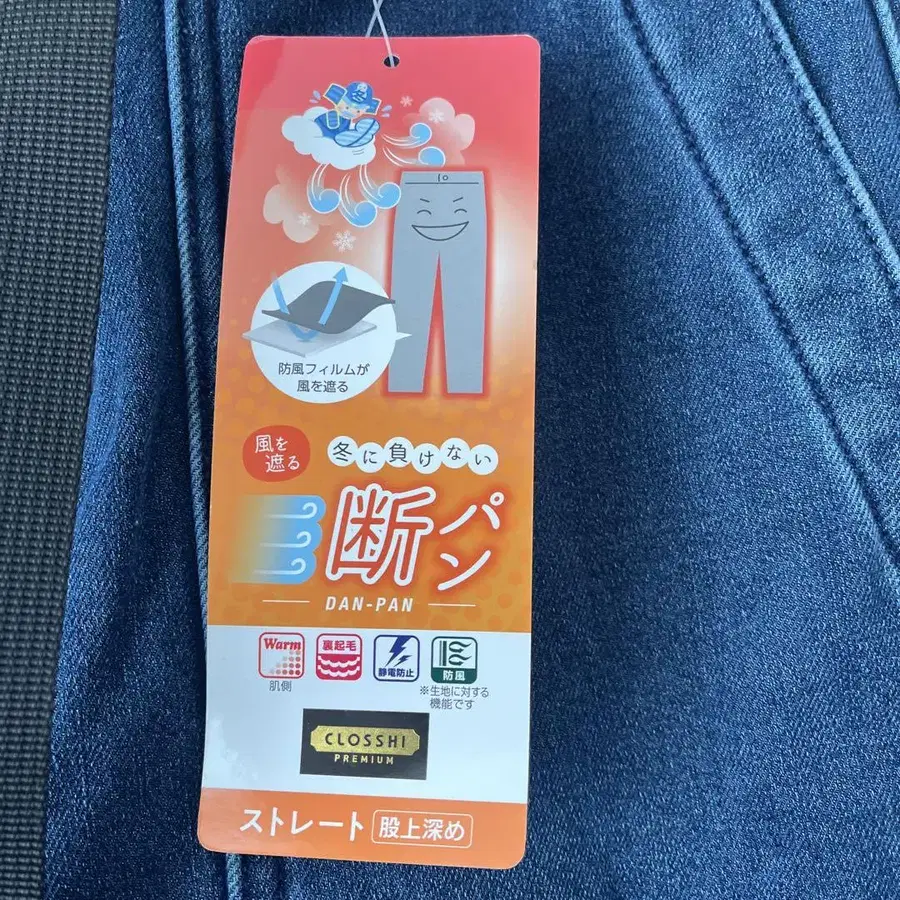 冬
防風フィルムが
風を遮る
風を
遮る
冬に負けない
断パン
DAN-PAN
Warm
肌側
裏起毛
静電防止
防風
※生地に対する
機能です
CLOSSHI
PREMIUM
ストレート 股上深め